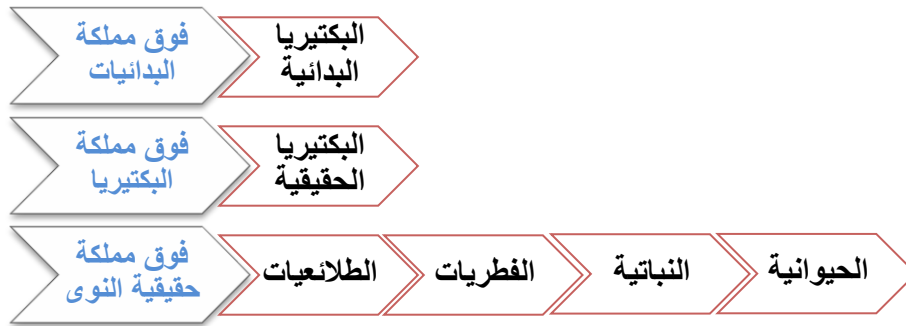 فوق مملكة
البدائيات
البكتيريا
البدائية
فوق مملكة
البكتيريا
البكتيريا
الحقيقية
فوق مملكة
حقيقية النوى
الطلائعيات
الفطريات
النباتية
الحيوانية